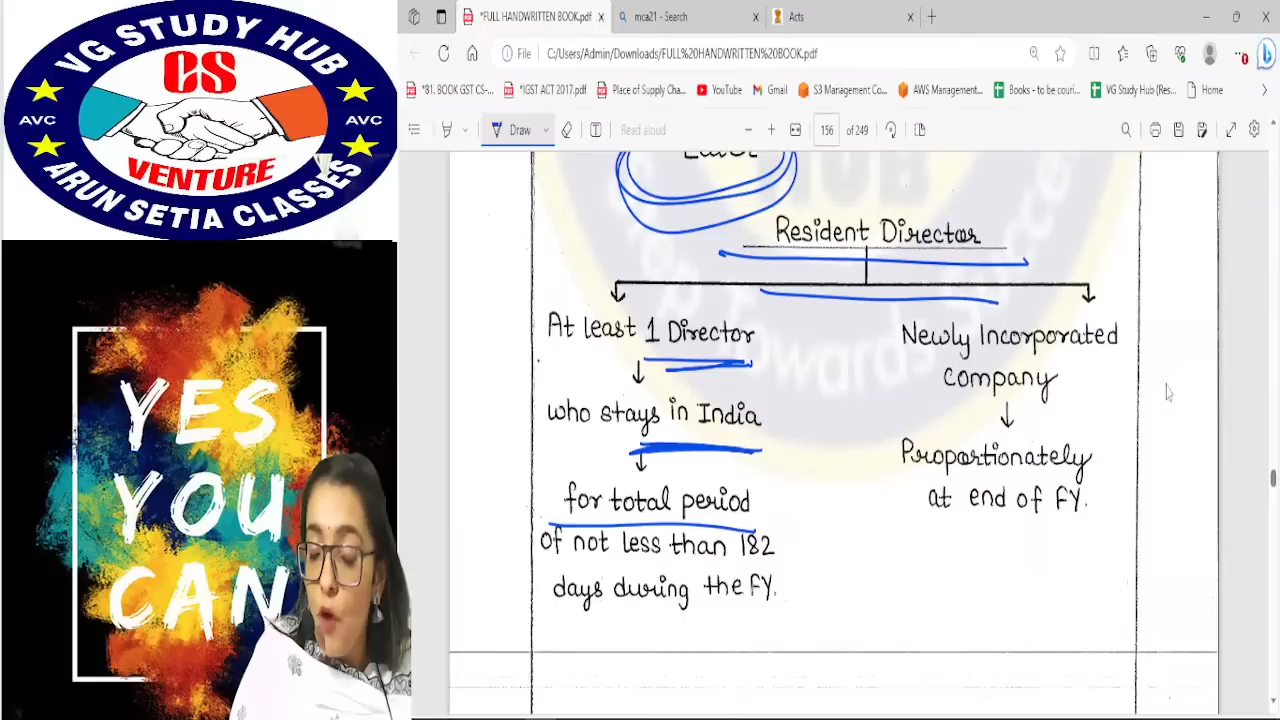 VG STUDY HUB
CS
AVC
AVC
VENTURE
ARUN SETIA CLASSES
YES
YOU
CAN
*FULL HANDWRITTEN BOOK.pdf
mca21 - Search
Acts
File
C:/Users/Admin/Downloads/FULL%20HANDWRITTEN%20BOOK.pdf
*81. BOOK GST CS-...
*IGST ACT 2017.pdf
Place of Supply Cha...
YouTube
Gmail
S3 Management Co...
AWS Management...
Books - to be couri...
VG Study Hub (Res...
Home
Draw
Read aloud
156
of 249
Resident Director
At least 1 Director
who stays in India
for total period
of not less than 182
days during the FY.
Newly Incorporated
Company
Proportionately
at end of FY.